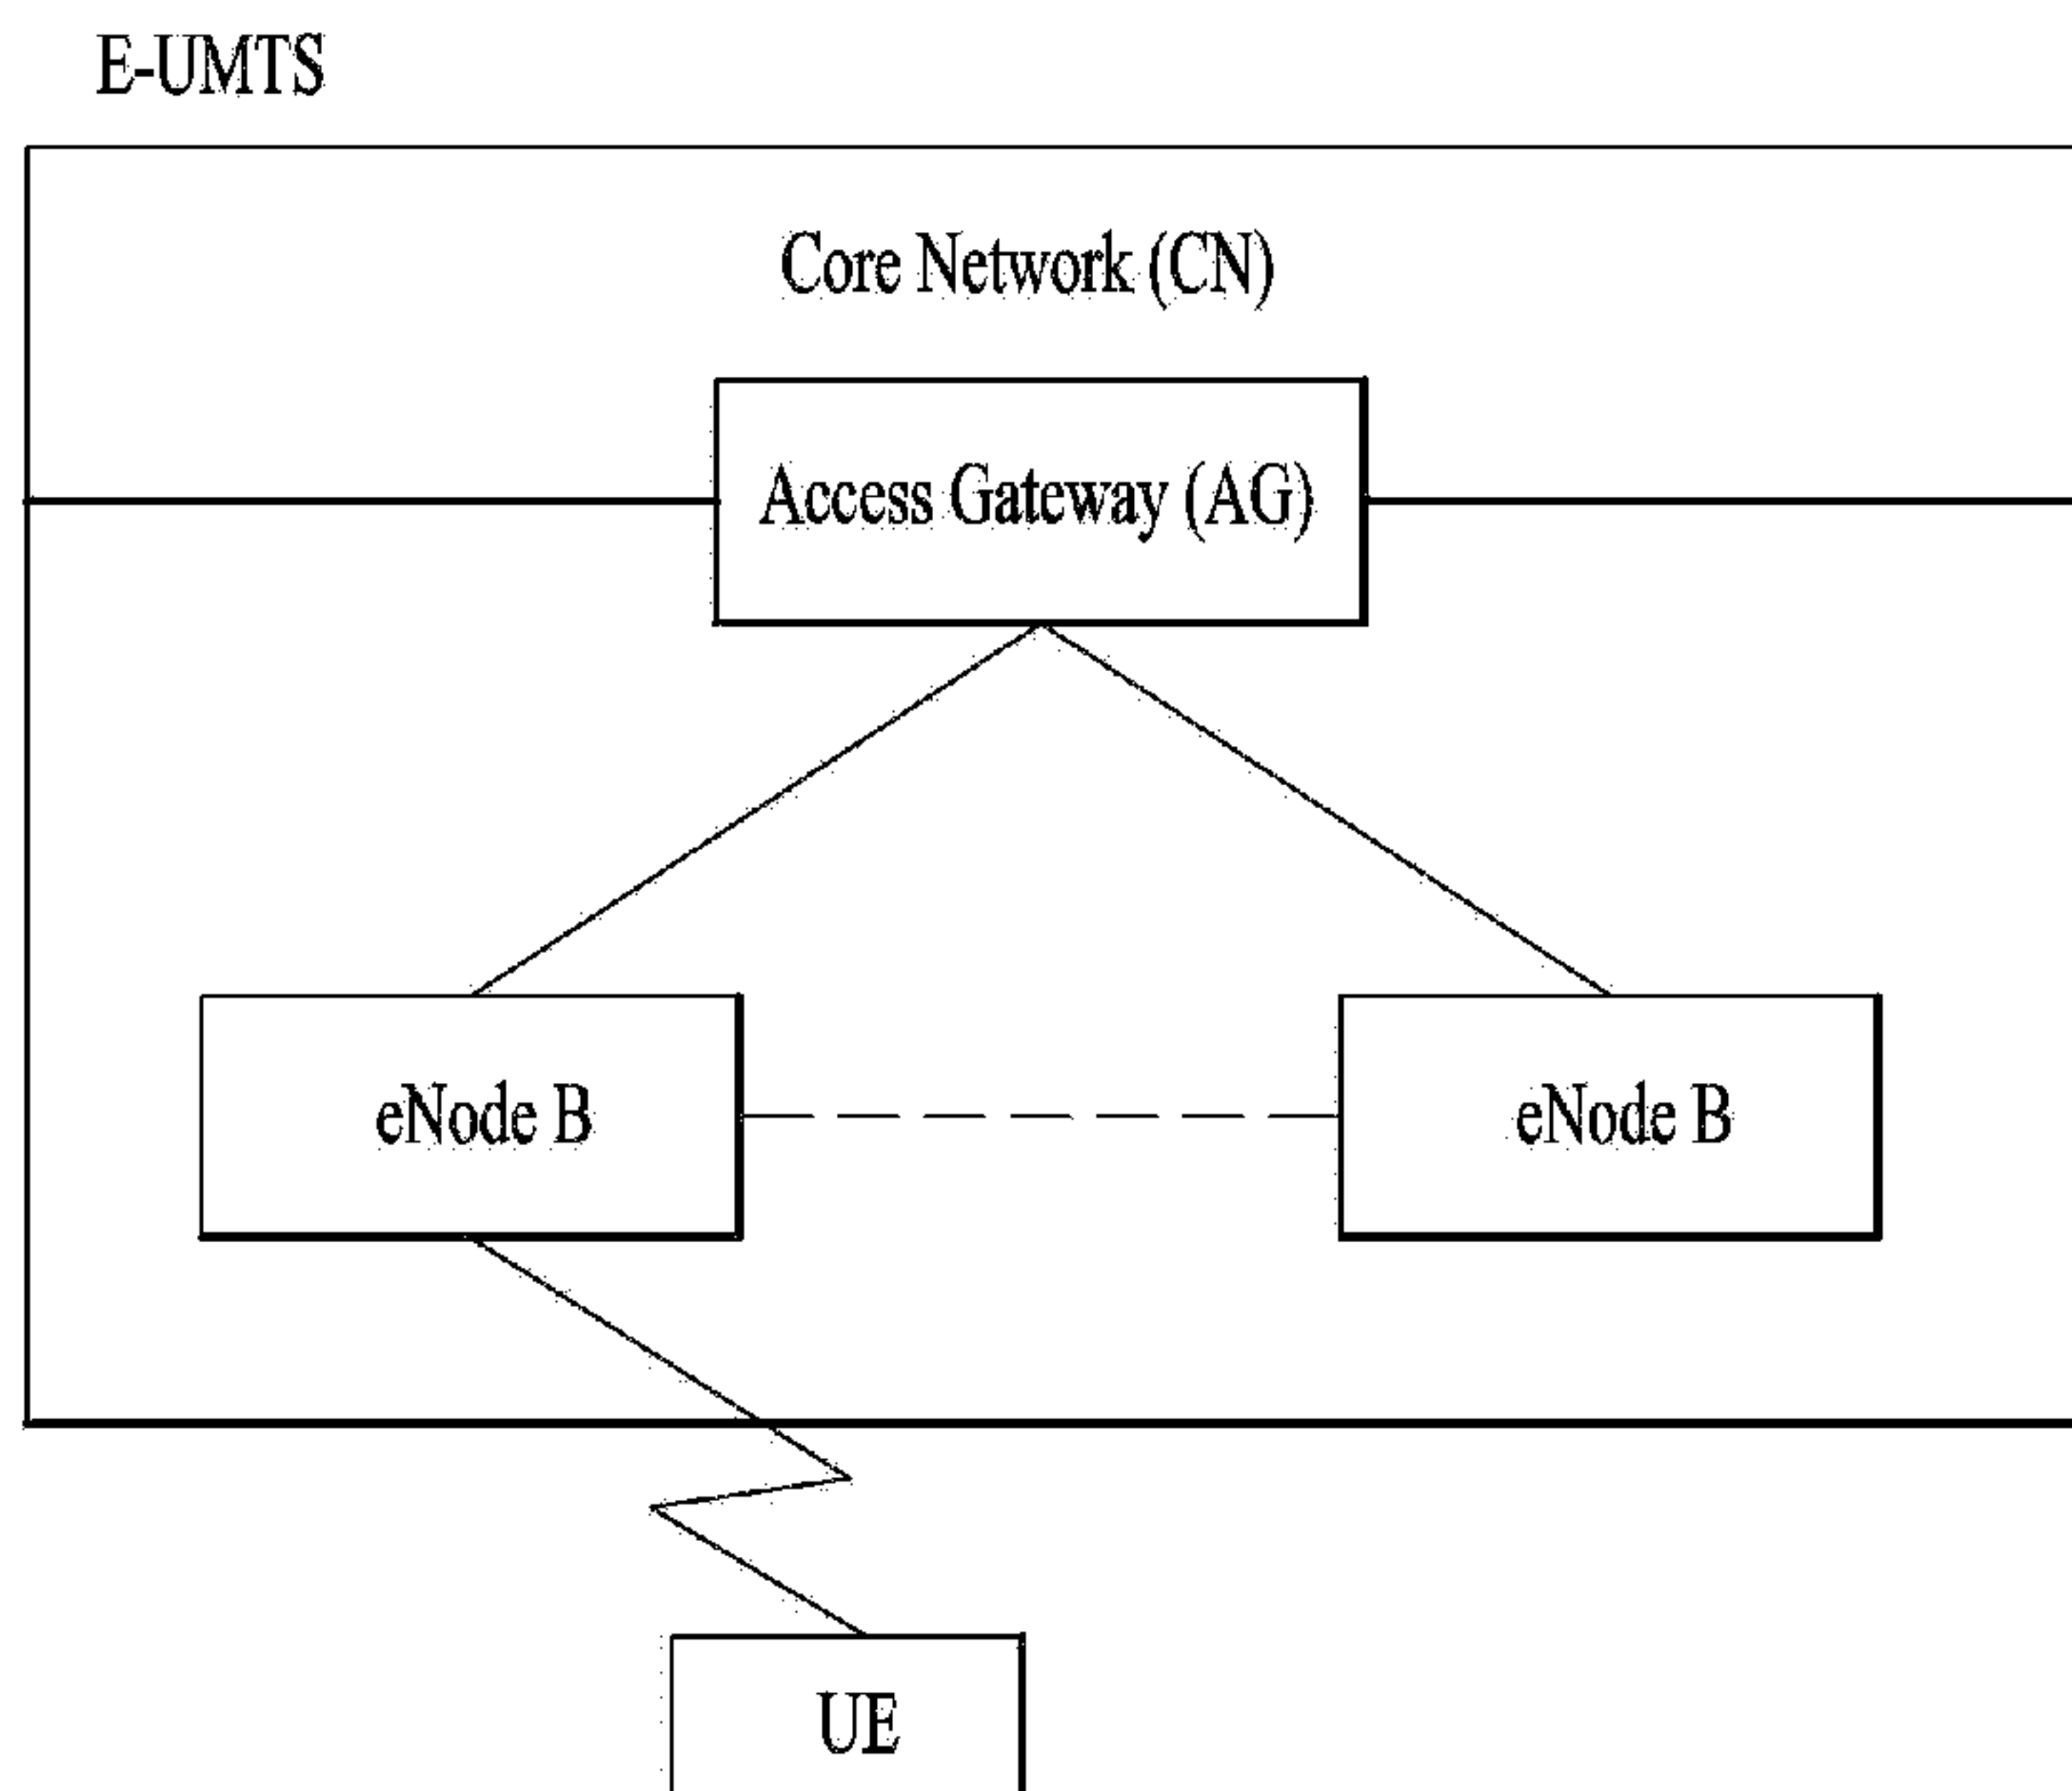 E-UMTS
Core Network (CN)
Access Gateway (AG)
eNode B
eNode B
UE